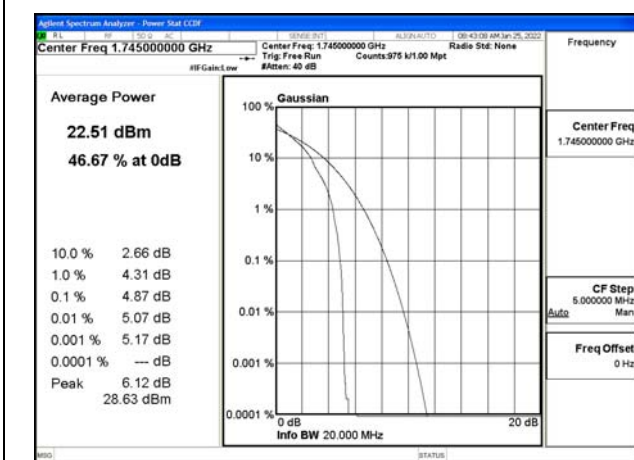 Agilent Spectrum Analyzer - Power Stat CCDF
RL RF 50 Ω AC SENSE:INT ALIGN AUTO 08:43:08 AM Jan 25, 2022
Center Freq 1.745000000 GHz
Center Freq: 1.745000000 GHz
Radio Std: None
Trig: Free Run
Counts:975 k/1.00 Mpt
#IFGain:Low
#Atten: 40 dB
Frequency
Average Power
22.51 dBm
46.67 % at 0dB
10.0 % 2.66 dB
1.0 % 4.31 dB
0.1 % 4.87 dB
0.01 % 5.07 dB
0.001 % 5.17 dB
0.0001 % --- dB
Peak 6.12 dB
28.63 dBm
Gaussian
100 %
10 %
1 %
0.1 %
0.01 %
0.001 %
0.0001 %
0 dB
20 dB
Info BW 20.000 MHz
Center Freq
1.745000000 GHz
CF Step
5.000000 MHz
Auto Man
Freq Offset
0 Hz
MSG
STATUS